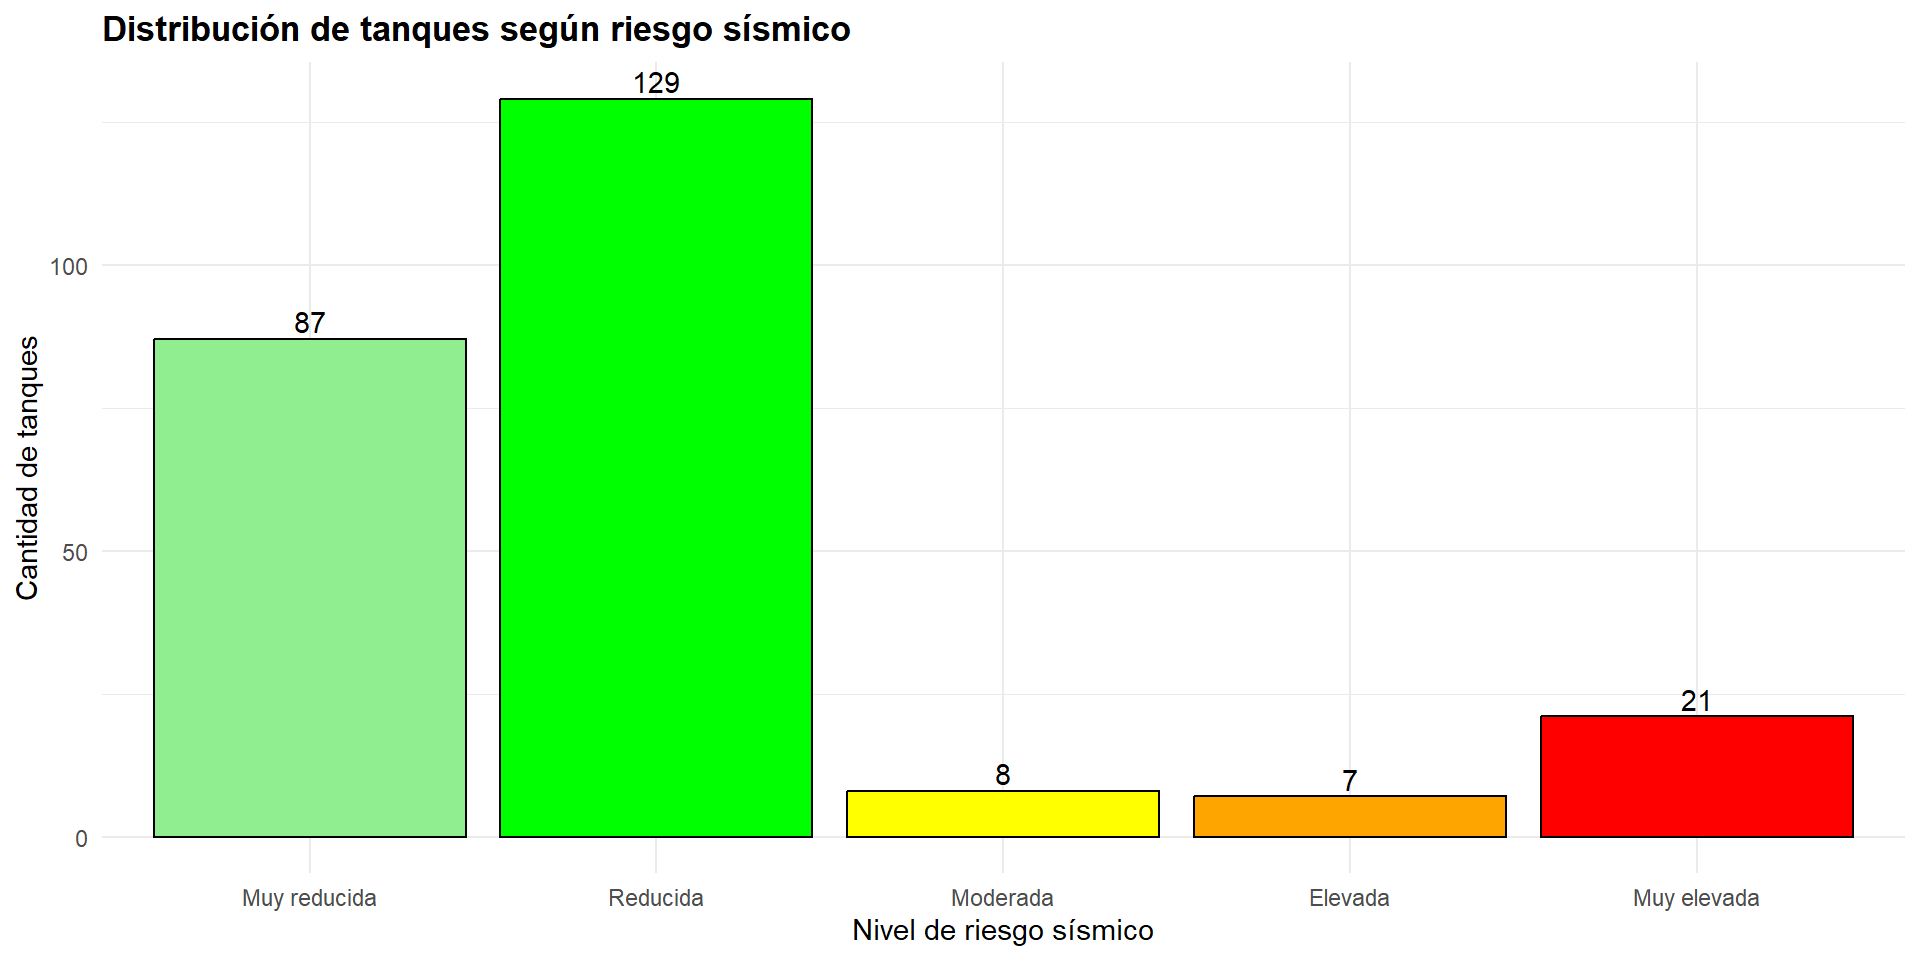 Distribución de tanques según riesgo sísmico
129
87
21
8
7
100
50
0
Cantidad de tanques
Muy reducida
Reducida
Moderada
Elevada
Muy elevada
Nivel de riesgo sísmico